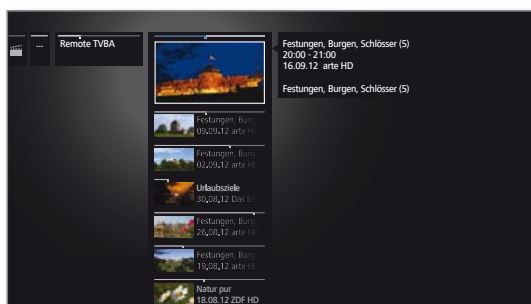 ...
Remote TVBA
Festungen, Burgen, Schlösser (5)
20:00 - 21:00
16.09.12 arte HD
Festungen, Burgen, Schlösser (5)
Festungen, Burg
09.09.12 arte H
Festungen, Burg
02.09.12 arte H
Urlaubsziele
30.08.12 Das
Festungen, Burg
26.08.12 arte H
Festungen, Burg
19.08.12 arte H
Natur pur
18.08.12 ZDF HD